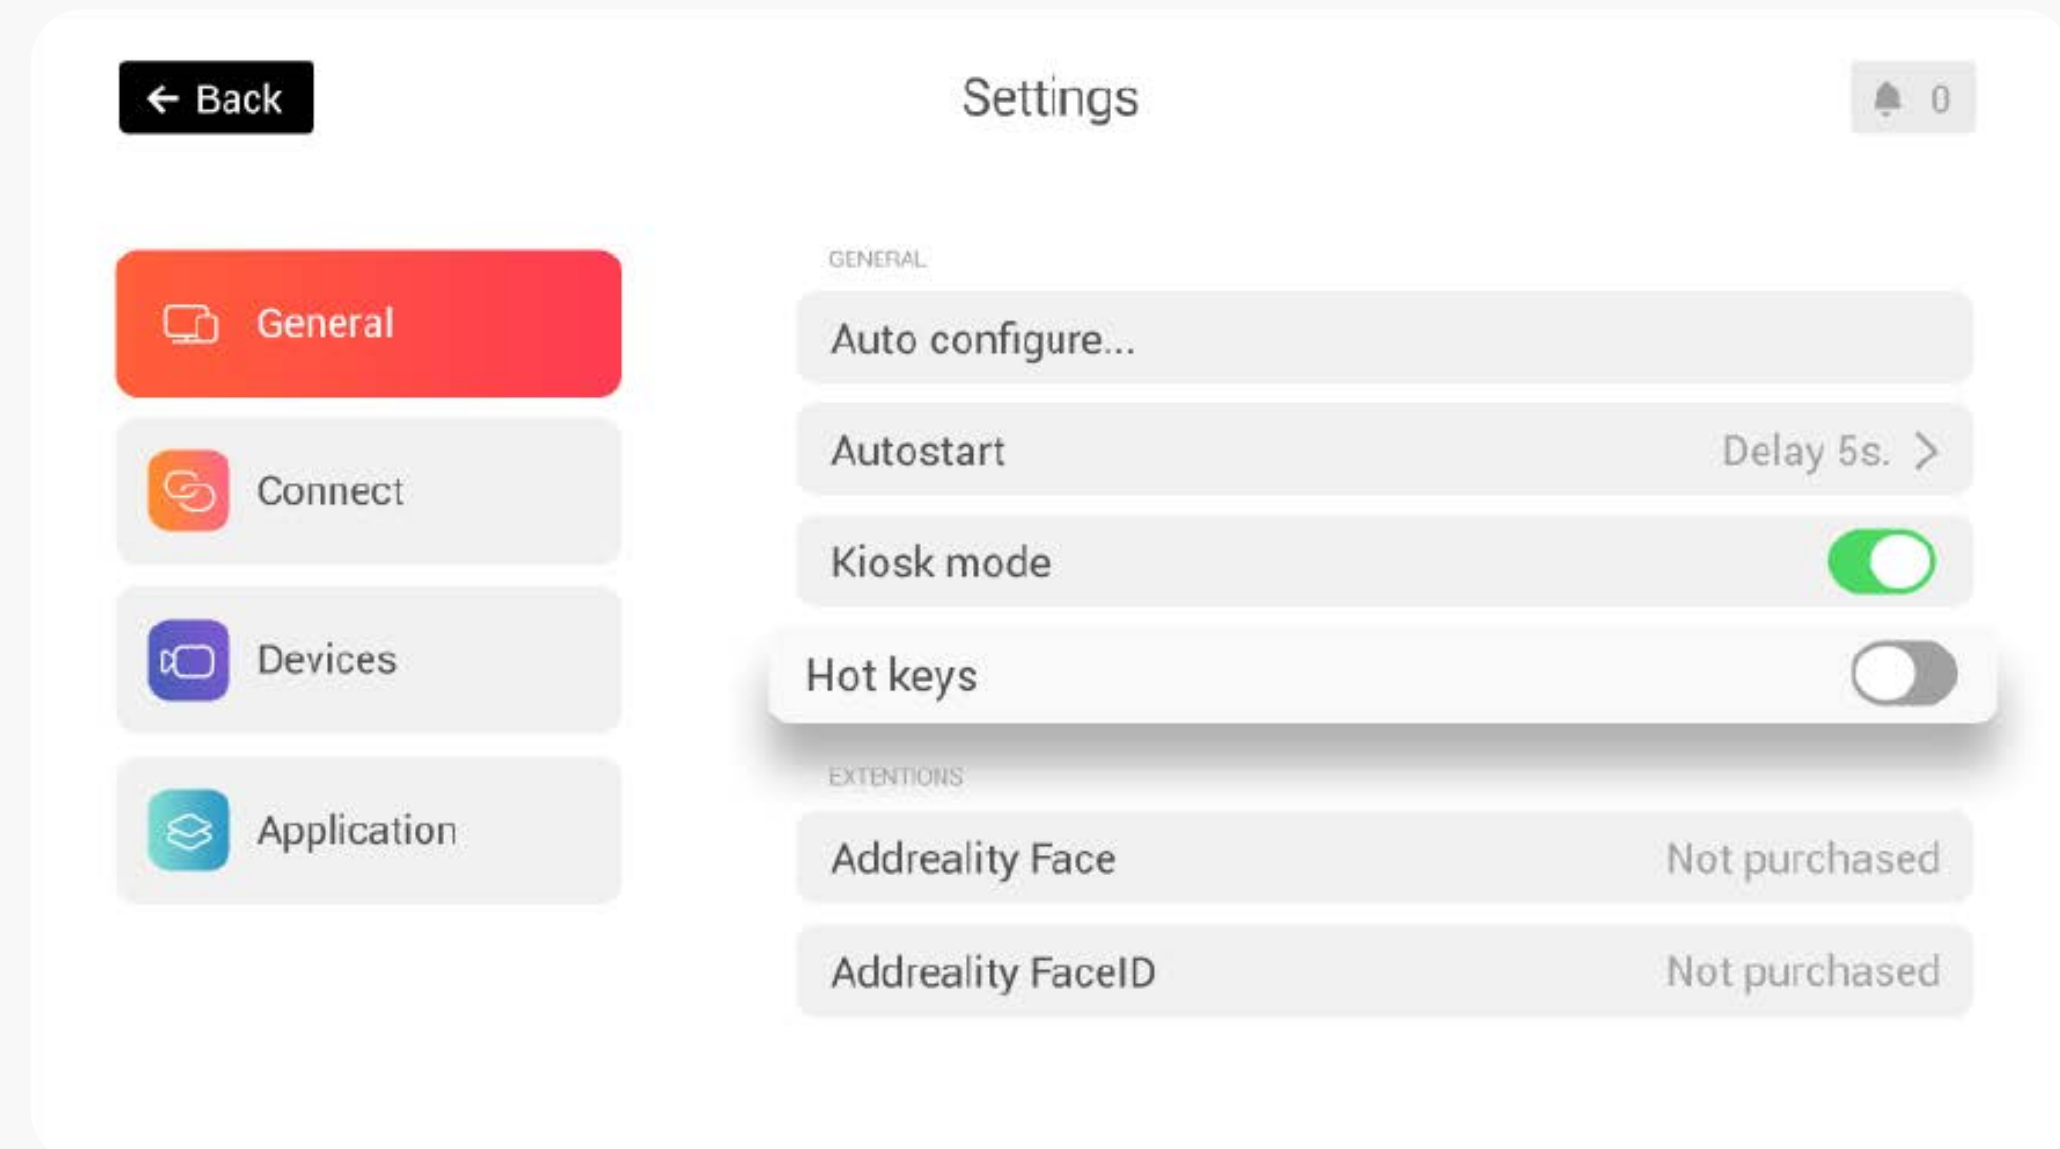 ← Back
Settings
0
General
Connect
Devices
Application
GENERAL
Auto configure...
Autostart
Delay 5s. >
Kiosk mode
Hot keys
EXTENTIONS
Addreality Face
Not purchased
Addreality FaceID
Not purchased